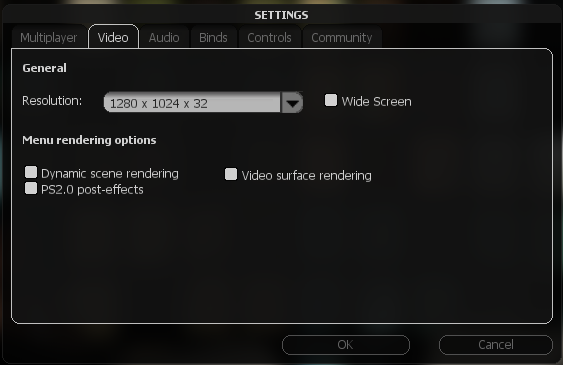 SETTINGS
Multiplayer Video Audio Binds Controls Community
General
Resolution: 1280 x 1024 x 32 Wide Screen
Menu rendering options
Dynamic scene rendering Video surface rendering
PS2.0 post-effects
OK Cancel